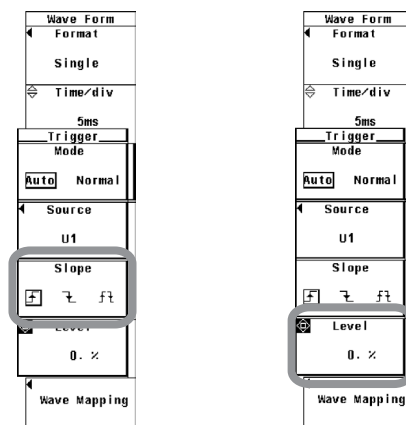 Wave Form
Format
Single
Time/div
5ms
Trigger
Mode
Auto Normal
Source
U1
Slope
Level
0. %
Wave Mapping
Wave Form
Format
Single
Time/div
5ms
Trigger
Mode
Auto Normal
Source
U1
Slope
Level
0. %
Wave Mapping